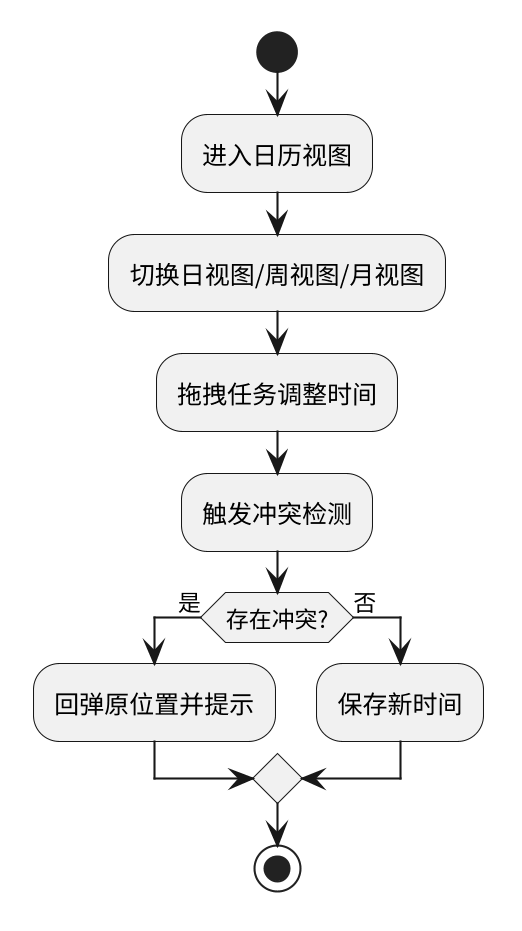 进入日历视图
切换日视图/周视图/月视图
拖拽任务调整时间
触发冲突检测
是
存在冲突?
否
回弹原位置并提示
保存新时间